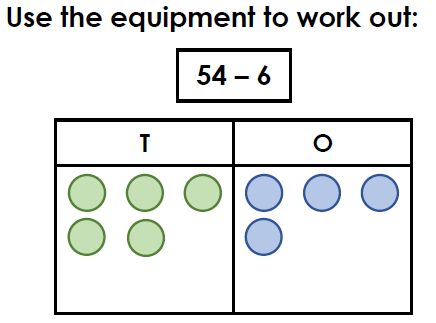 Use the equipment to work out:
54 – 6
T O